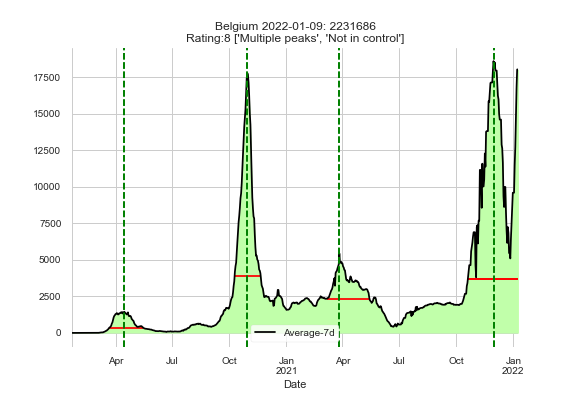 Belgium 2022-01-09: 2231686
Rating:8 ['Multiple peaks', 'Not in control']
17500
15000
12500
10000
7500
5000
2500
0
Average-7d
Apr Jul Oct Jan Apr Jul Oct Jan
2021 2022
Date